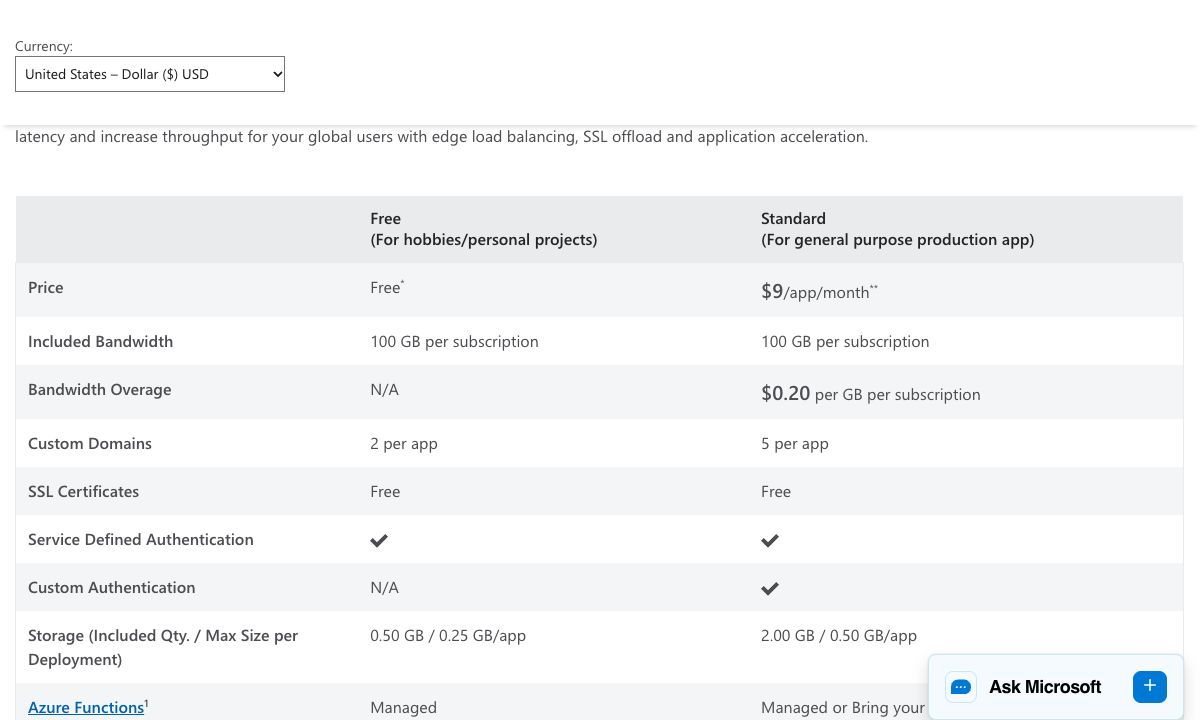 Currency:
United States – Dollar ($) USD
latency and increase throughput for your global users with edge load balancing, SSL offload and application acceleration.
Free Standard
(For hobbies/personal projects) (For general purpose production app)
Price Free* $9/app/month**
Included Bandwidth 100 GB per subscription 100 GB per subscription
Bandwidth Overage N/A $0.20 per GB per subscription
Custom Domains 2 per app 5 per app
SSL Certificates Free Free
Service Defined Authentication ✔ ✔
Custom Authentication N/A ✔
Storage (Included Qty. / Max Size per 0.50 GB / 0.25 GB/app 2.00 GB / 0.50 GB/app
Deployment)
Azure Functions¹ Managed Managed or Bring your
Ask Microsoft